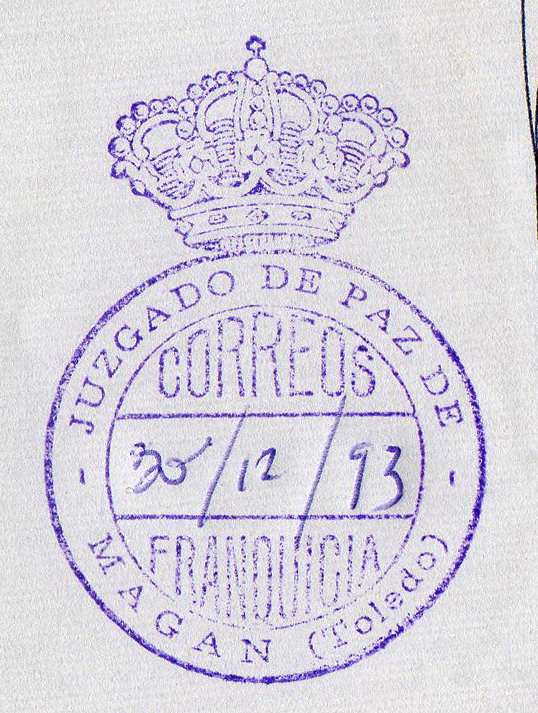 - JUZGADO DE PAZ DE -
CORREOS
30/12/93
FRANQUICIA
MAGAN (Toledo)